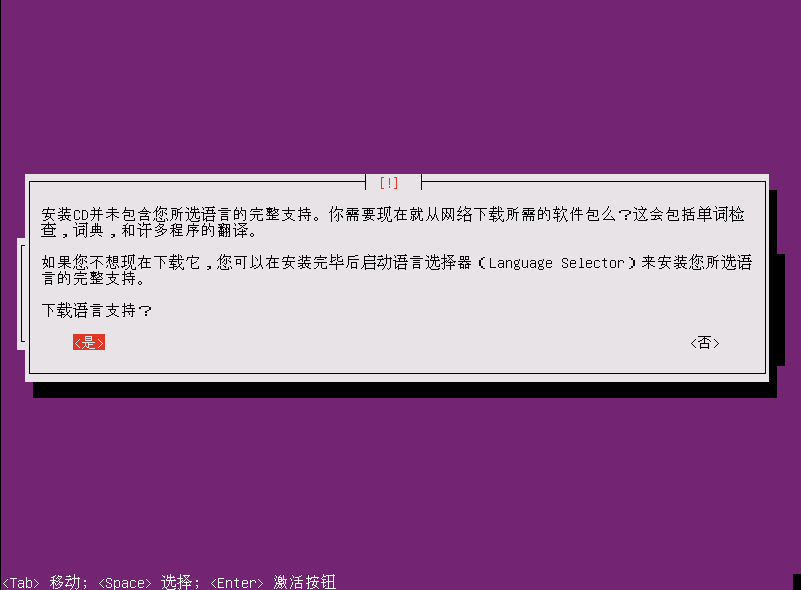 [!]
安装CD并未包含您所选语言的完整支持。你需要现在就从网络下载所需的软件包么？这会包括单词检
查，词典，和许多程序的翻译。
如果您不想现在下载它，您可以在安装完毕后启动语言选择器（Language Selector）来安装您所选语
言的完整支持。
下载语言支持？
<是> <否>
<Tab> 移动; <Space> 选择; <Enter> 激活按钮